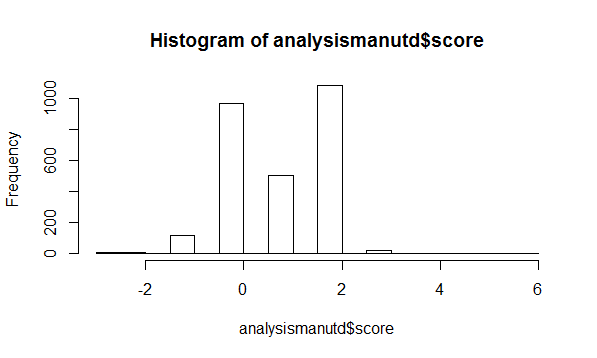 Histogram of analysismanutd$score
Frequency
1000
600
200
0
-2 0 2 4 6
analysismanutd$score